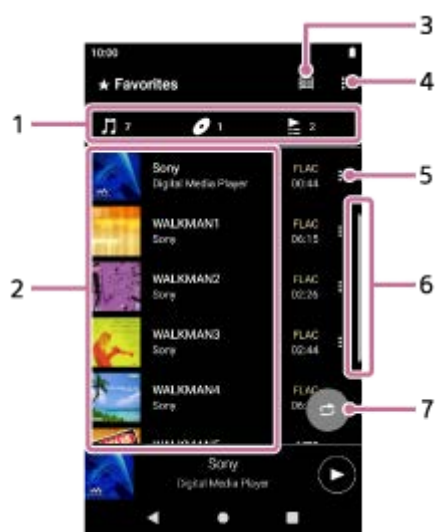 3
10:00
★ Favorites
4
1
7
1
2
Sony
FLAC
Digital Media Player
00:44
5
WALKMAN1
FLAC
Sony
06:15
2
WALKMAN2
FLAC
6
Sony
02:26
WALKMAN3
FLAC
Sony
02:44
WALKMAN4
FLAC
Sony
06:
7
Sony
Digital Media Player